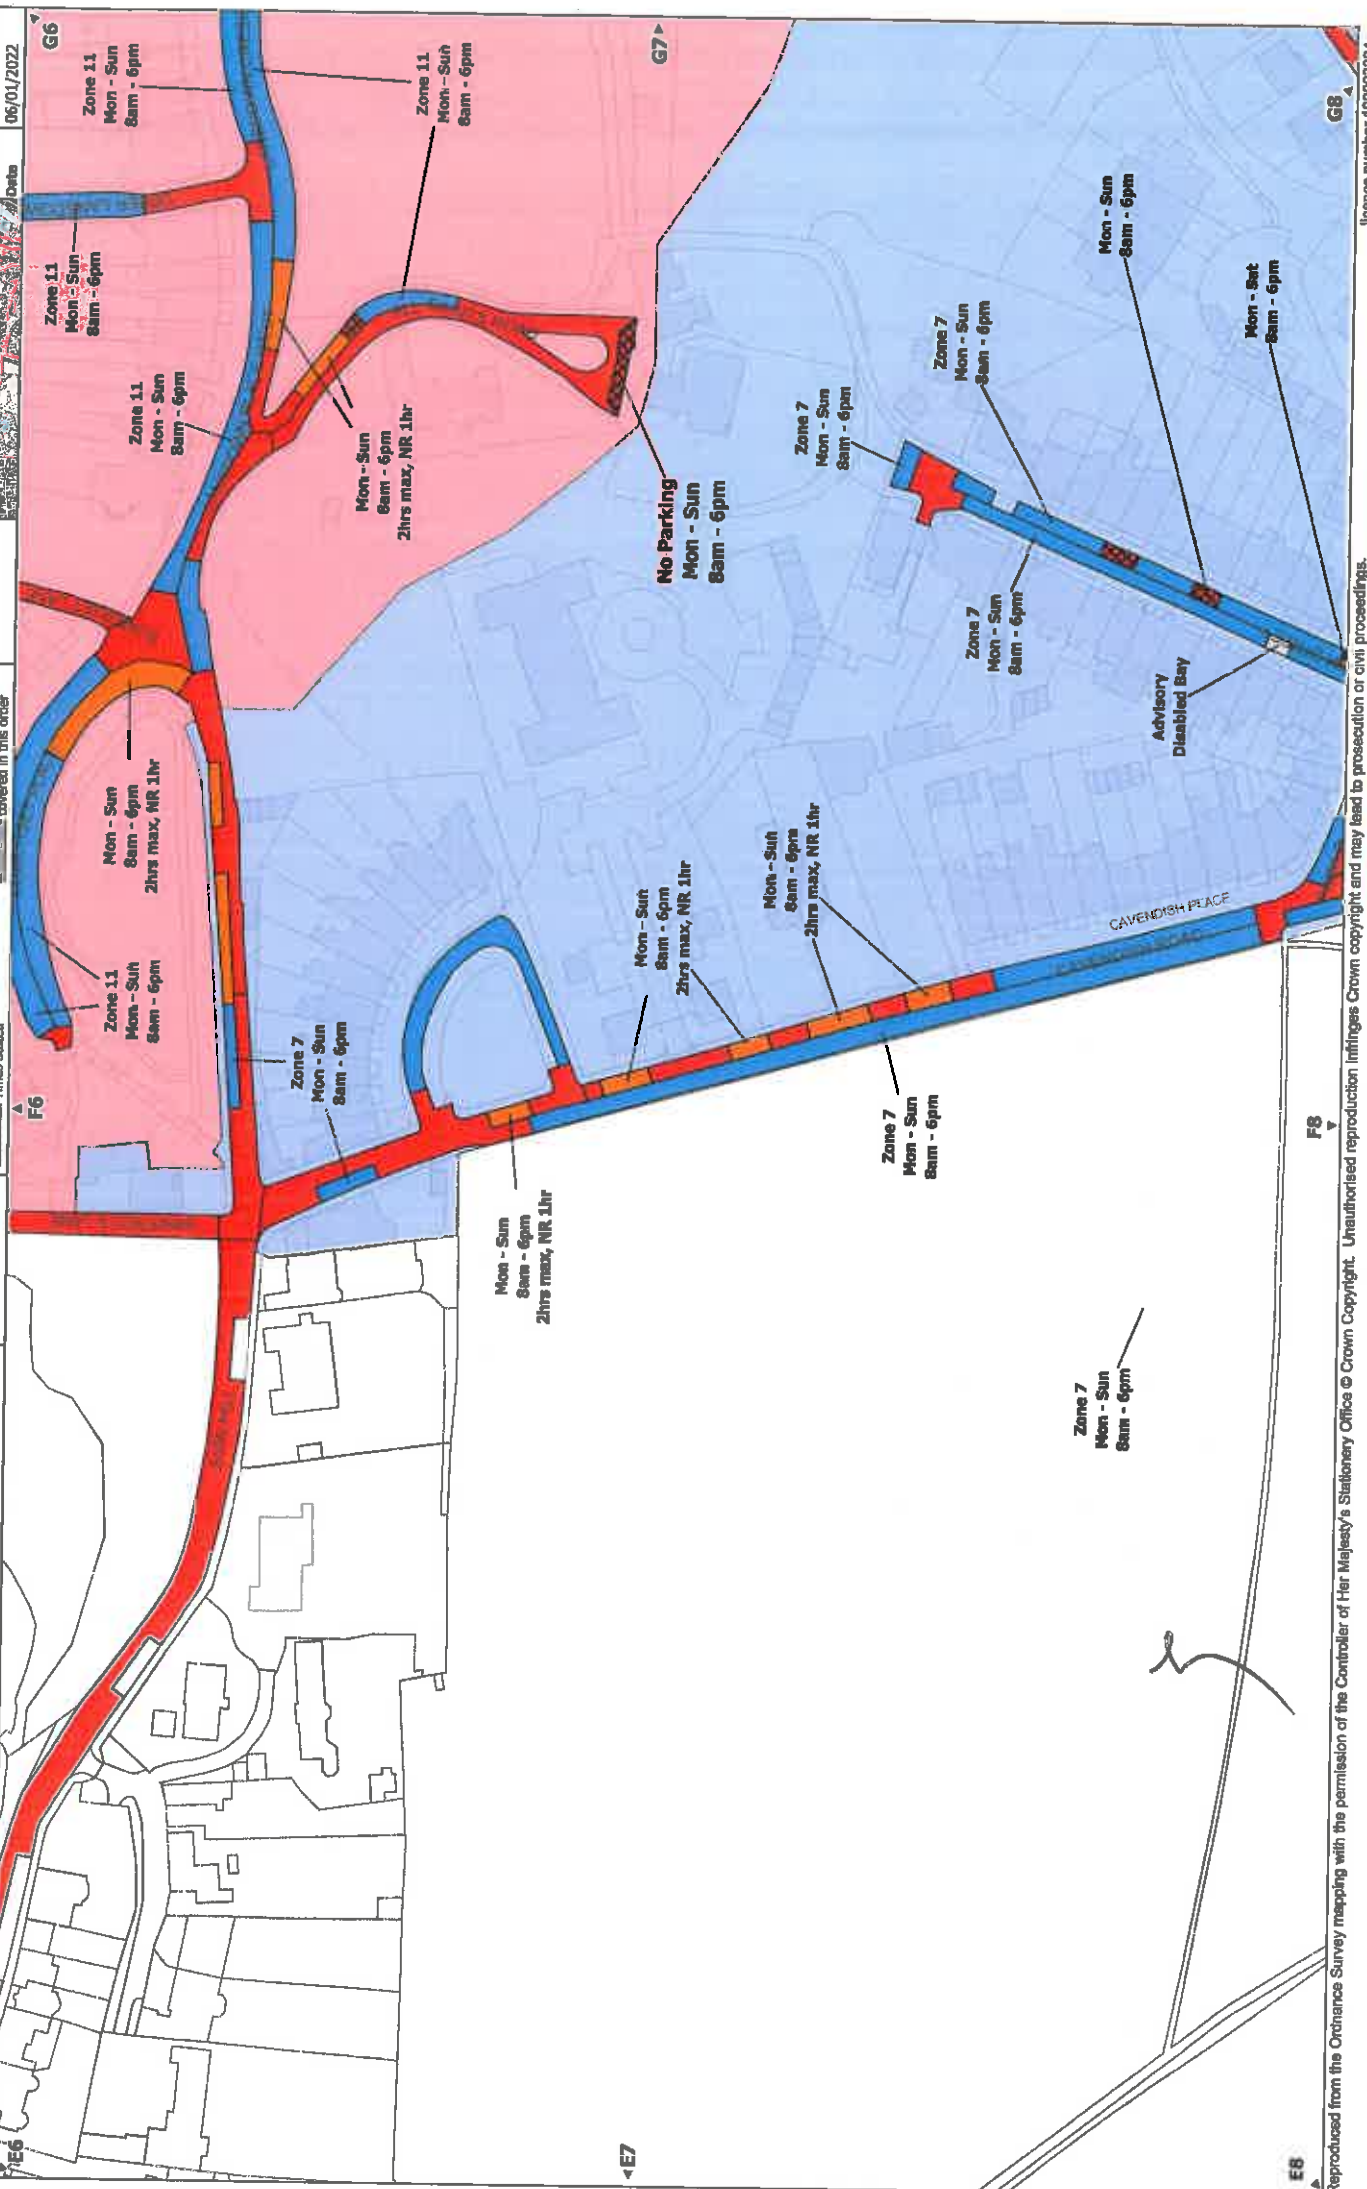 E6
F6
G6
06/01/2022
Date
covered in this order
Zone 11
Mon - Sun
8am - 6pm
Mon - Sun
8am - 6pm
2hrs max, NR 1hr
Zone 11
Mon - Sun
8am - 6pm
Zone 11
Mon - Sun
8am - 6pm
Zone 11
Mon - Sun
8am - 6pm
Zone 7
Mon - Sun
8am - 6pm
Mon - Sun
8am - 6pm
2hrs max, NR 1hr
Zone 11
Mon - Sun
8am - 6pm
Mon - Sun
8am - 6pm
2hrs max, NR 1hr
Mon - Sun
8am - 6pm
2hrs max, NR 1hr
E7
No Parking
Mon - Sun
8am - 6pm
G7
Mon - Sun
8am - 6pm
2hrs max, NR 1hr
Zone 7
Mon - Sun
8am - 6pm
Zone 7
Mon - Sun
8am - 6pm
Zone 7
Mon - Sun
8am - 6pm
Zone 7
Mon - Sun
8am - 6pm
CAVENDISH PLACE
Zone 7
Mon - Sun
8am - 6pm
Advisory
Disabled Bay
Mon - Sun
8am - 6pm
Mon - Sat
8am - 6pm
E8
F8
G8
Reproduced from the Ordnance Survey mapping with the permission of the Controller of Her Majesty's Stationery Office © Crown Copyright. Unauthorised reproduction infringes Crown copyright and may lead to prosecution or civil proceedings.